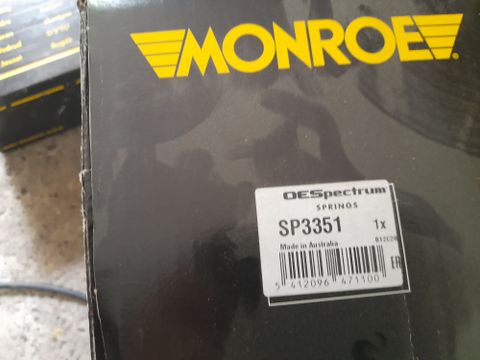 MONROE
OESpectrum
SPRINGS
SP3351 1x
Made in Australia
5 412096 471100